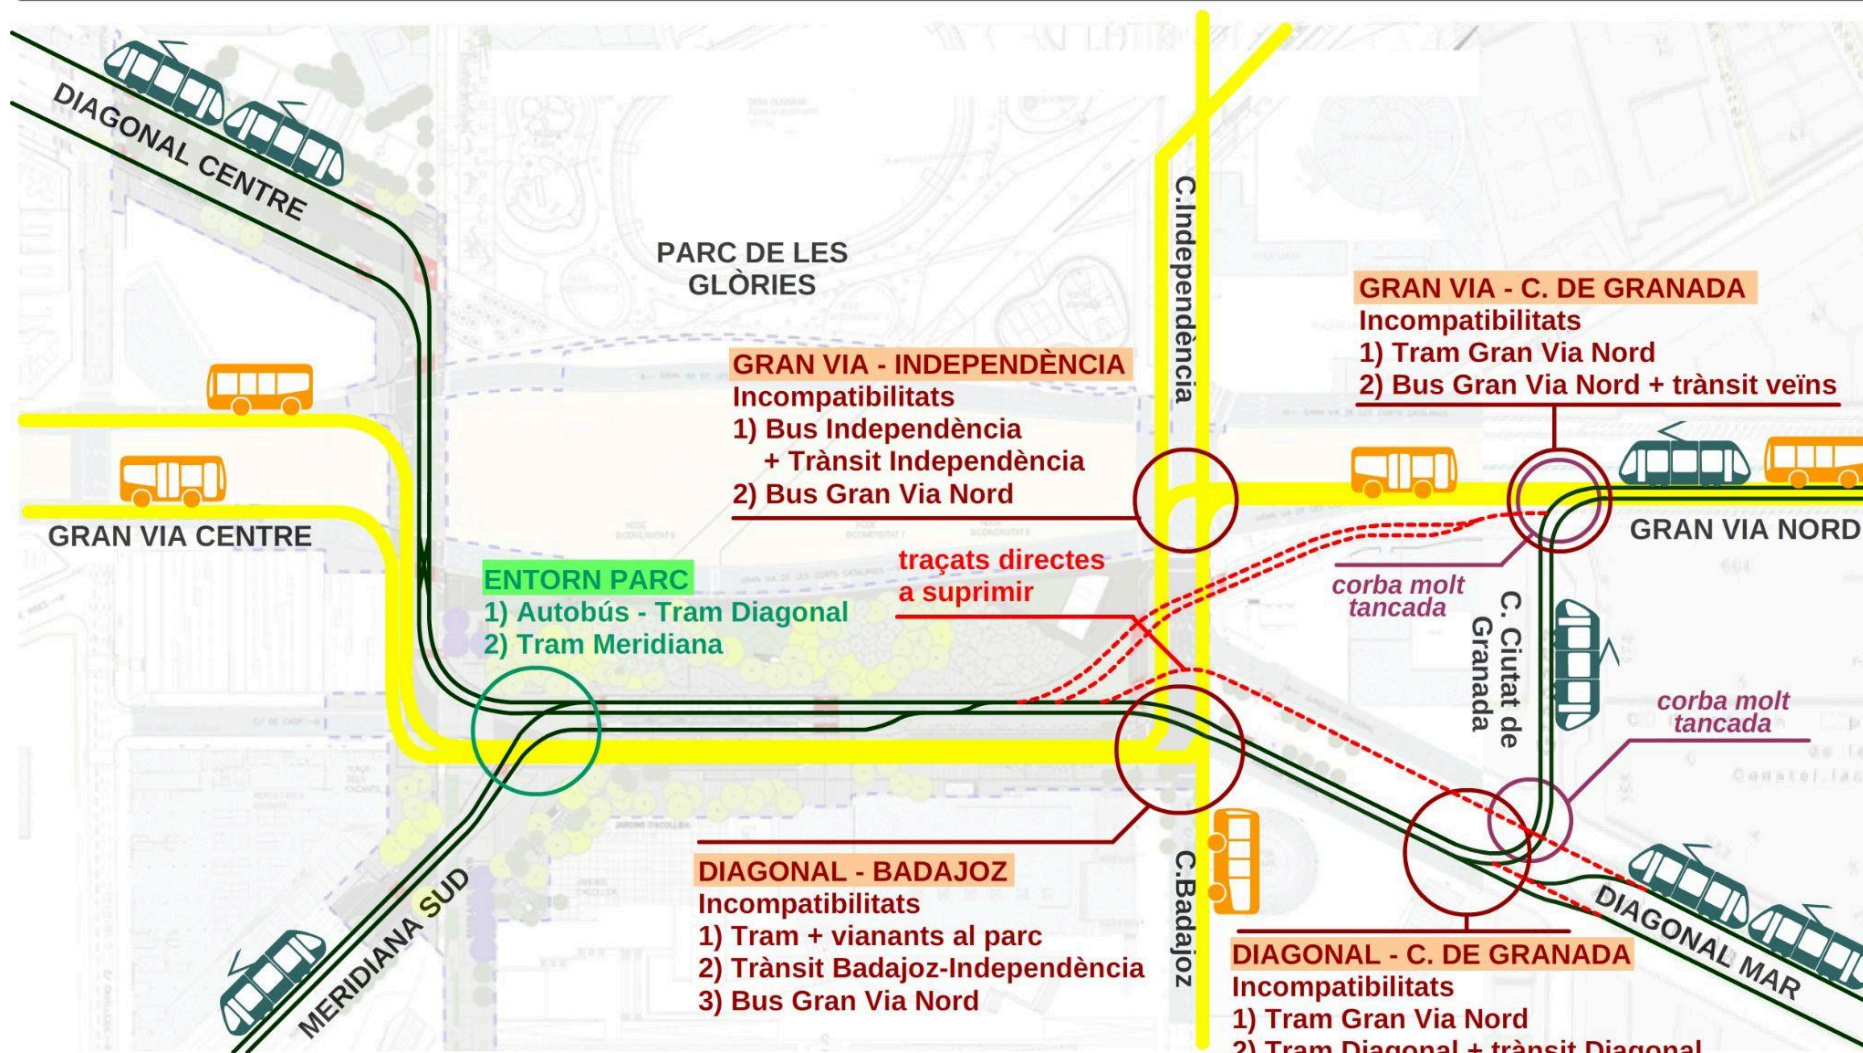 DIAGONAL CENTRE
PARC DE LES
GLÒRIES
C.Independència
GRAN VIA - C. DE GRANADA
Incompatibilitats
1) Tram Gran Via Nord
2) Bus Gran Via Nord + trànsit veïns
GRAN VIA - INDEPENDÈNCIA
Incompatibilitats
1) Bus Independència
+ Trànsit Independència
2) Bus Gran Via Nord
GRAN VIA CENTRE
GRAN VIA NORD
traçats directes
a suprimir
ENTORN PARC
1) Autobús - Tram Diagonal
2) Tram Meridiana
corba molt
tancada
C. Ciutat de
Granada
corba molt
tancada
MERIDIANA SUD
DIAGONAL - BADAJOZ
Incompatibilitats
1) Tram + vianants al parc
2) Trànsit Badajoz-Independència
3) Bus Gran Via Nord
C.Badajoz
DIAGONAL MAR
DIAGONAL - C. DE GRANADA
Incompatibilitats
1) Tram Gran Via Nord
2) Tram Diagonal + trànsit Diagonal